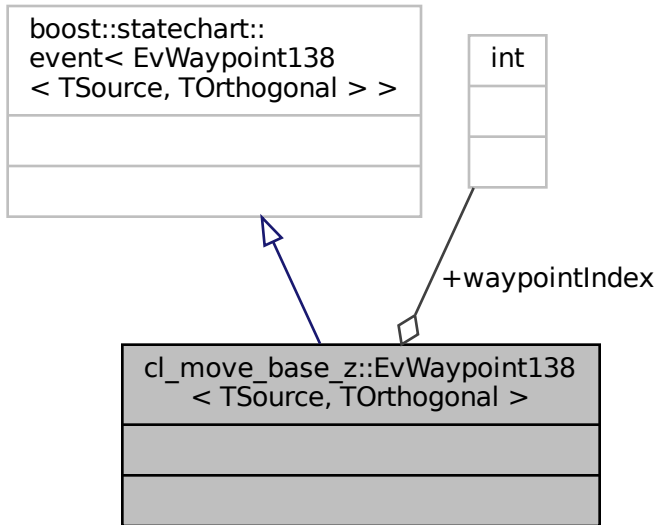 boost::statechart::
event< EvWaypoint138
< TSource, TOrthogonal > >
int
+waypointIndex
cl_move_base_z::EvWaypoint138
< TSource, TOrthogonal >